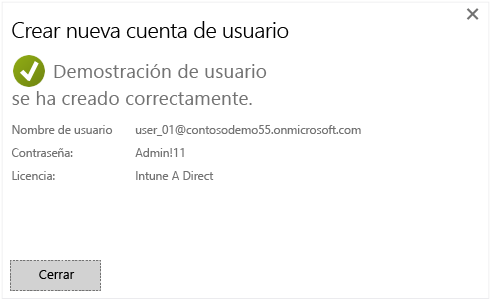 Crear nueva cuenta de usuario
Demostración de usuario
se ha creado correctamente.
Nombre de usuario user_01@contosodemo55.onmicrosoft.com
Contraseña: Admin!11
Licencia: Intune A Direct
Cerrar